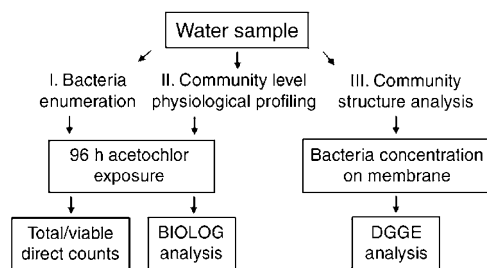 Water sample
I. Bacteria
enumeration
II. Community level
physiological profiling
III. Community
structure analysis
96 h acetochlor
exposure
Bacteria concentration
on membrane
Total/viable
direct counts
BIOLOG
analysis
DGGE
analysis